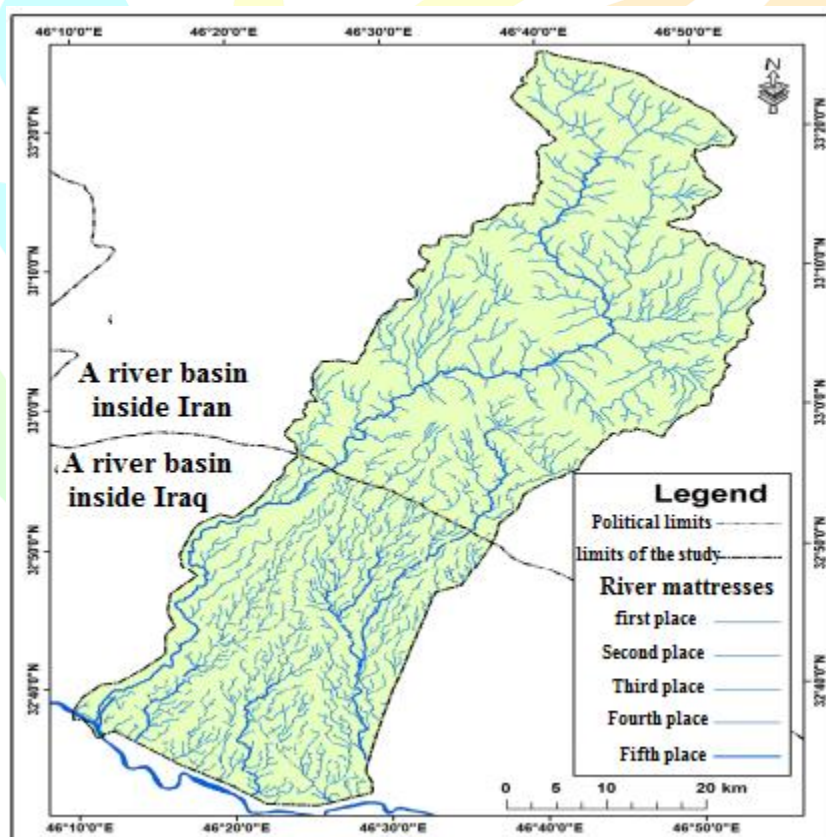 46°10'0"E 46°20'0"E 46°30'0"E 46°40'0"E 46°50'0"E
N
33°20'0"N 33°20'0"N
33°10'0"N 33°10'0"N
A river basin
inside Iran
33°0'0"N 33°0'0"N
A river basin
inside Iraq
Legend
Political limits
limits of the study
River mattresses
first place
Second place
Third place
Fourth place
Fifth place
32°50'0"N 32°50'0"N
32°40'0"N 32°40'0"N
0 5 10 20 km
46°10'0"E 46°20'0"E 46°30'0"E 46°40'0"E 46°50'0"E